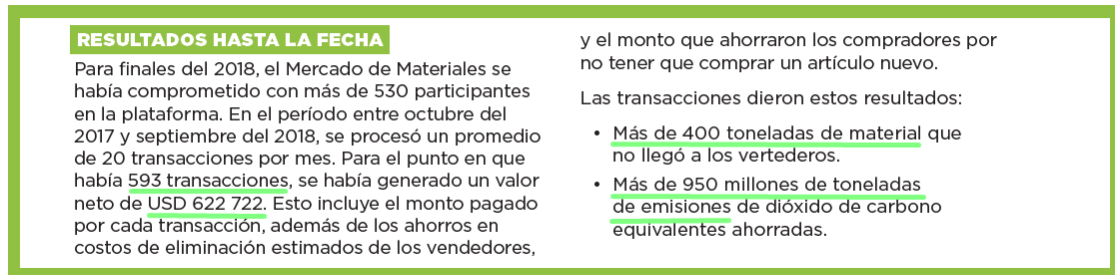 RESULTADOS HASTA LA FECHA
Para finales del 2018, el Mercado de Materiales se
había comprometido con más de 530 participantes
en la plataforma. En el período entre octubre del
2017 y septiembre del 2018, se procesó un promedio
de 20 transacciones por mes. Para el punto en que
había 593 transacciones, se había generado un valor
neto de USD 622 722. Esto incluye el monto pagado
por cada transacción, además de los ahorros en
costos de eliminación estimados de los vendedores,
y el monto que ahorraron los compradores por
no tener que comprar un artículo nuevo.
Las transacciones dieron estos resultados:
• Más de 400 toneladas de material que
no llegó a los vertederos.
• Más de 950 millones de toneladas
de emisiones de dióxido de carbono
equivalentes ahorradas.